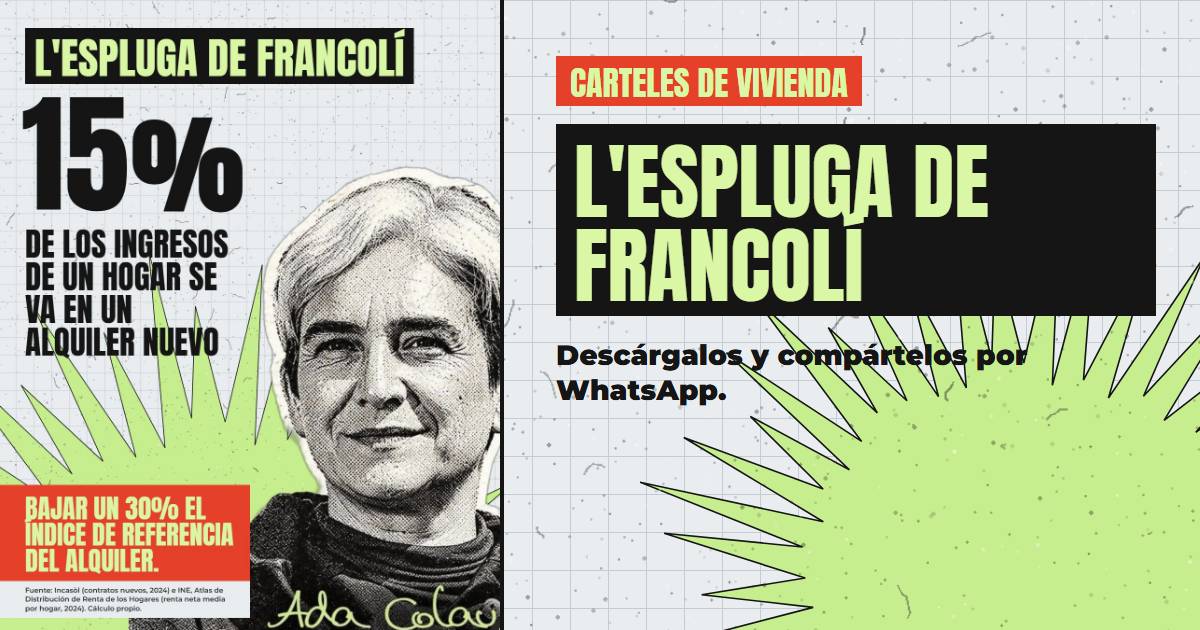 L'ESPLUGA DE FRANCOLÍ
15%
DE LOS INGRESOS
DE UN HOGAR SE
VA EN UN
ALQUILER NUEVO
BAJAR UN 30% EL
ÍNDICE DE REFERENCIA
DEL ALQUILER.
Fuente: Incasòl (contratos nuevos, 2024) e INE, Atlas de
Distribución de Renta de los Hogares (renta neta media
por hogar, 2024). Cálculo propio.
Ada Colau
CARTELES DE VIVIENDA
L'ESPLUGA DE
FRANCOLÍ
Descárgalos y compártelos por
WhatsApp.